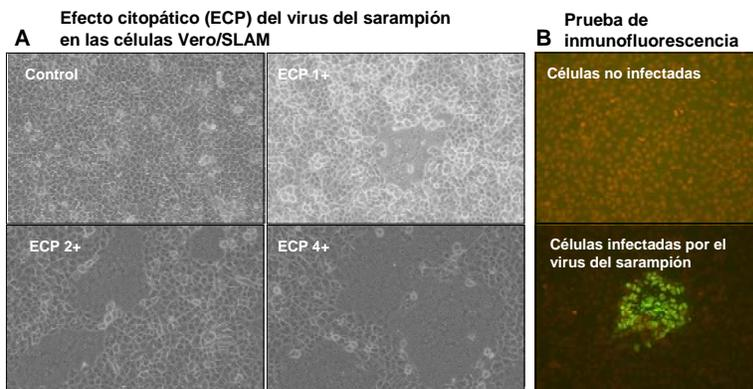 A
Efecto citopático (ECP) del virus del sarampión
en las células Vero/SLAM
Control
ECP 1+
ECP 2+
ECP 4+
B
Prueba de
inmunofluorescencia
Células no infectadas
Células infectadas por el
virus del sarampión